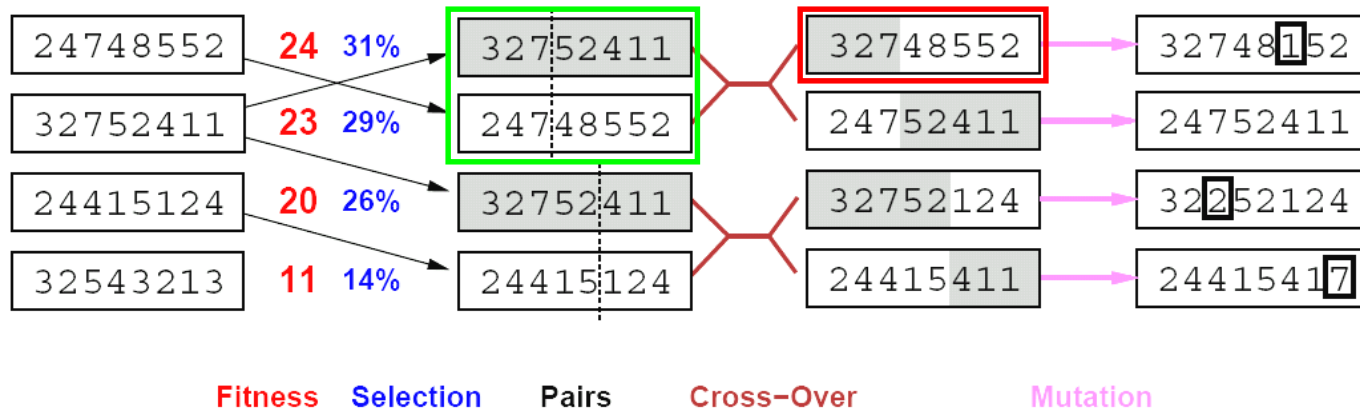 24748552 24 31% 32752411 32748552 32748152
32752411 23 29% 24748552 24752411 24752411
24415124 20 26% 32752411 32752124 32252124
32543213 11 14% 24415124 24415411 24415417
Fitness Selection Pairs Cross−Over Mutation